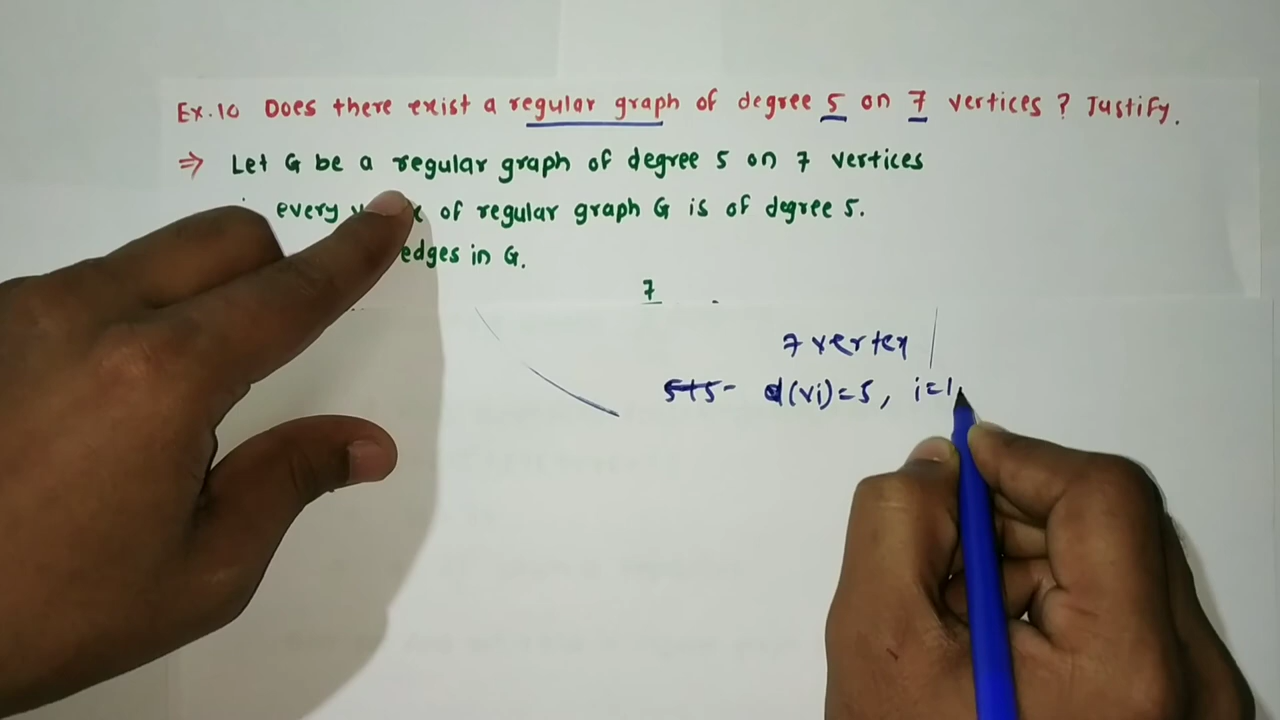 Ex.10 Does there exist a regular graph of degree 5 on 7 vertices ? Justify.
⇒ Let G be a regular graph of degree 5 on 7 vertices
every of regular graph G is of degree 5.
edges in G.
7
7 vertex
5+5- d(vi)=5, i=1,